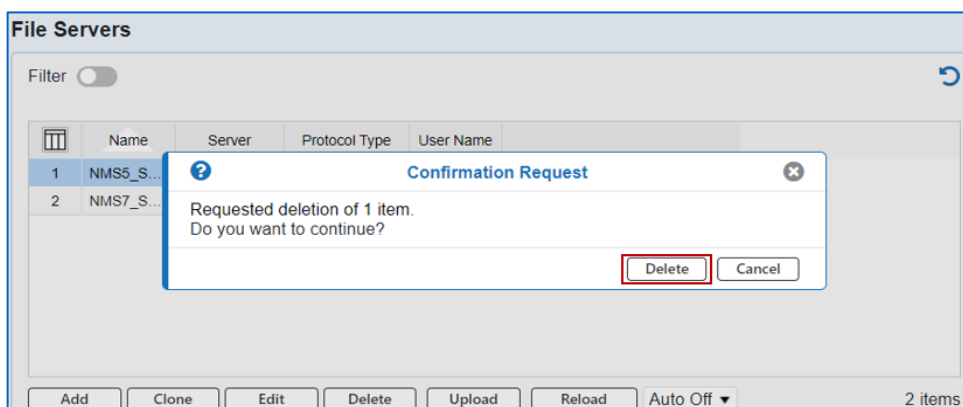 File Servers
Filter
Name Server Protocol Type User Name
1 NMS5_S...
2 NMS7_S...
Confirmation Request
Requested deletion of 1 item.
Do you want to continue?
Delete Cancel
Add Clone Edit Delete Upload Reload Auto Off 2 items